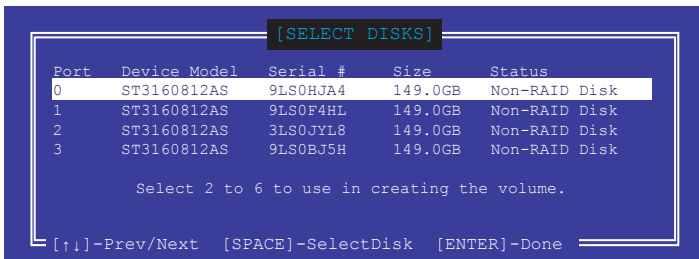 [SELECT DISKS]
Port Device Model Serial # Size Status
0 ST3160812AS 9LS0HJA4 149.0GB Non-RAID Disk
1 ST3160812AS 9LS0F4HL 149.0GB Non-RAID Disk
2 ST3160812AS 3LS0JYL8 149.0GB Non-RAID Disk
3 ST3160812AS 9LS0BJ5H 149.0GB Non-RAID Disk
Select 2 to 6 to use in creating the volume.
[↑↓]-Prev/Next [SPACE]-SelectDisk [ENTER]-Done